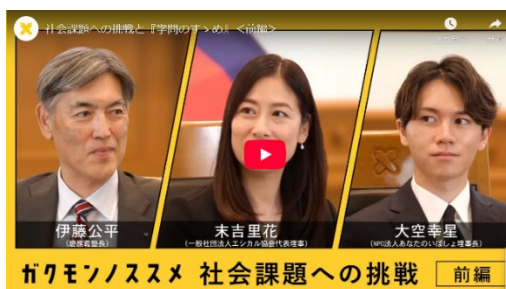 社会課題への挑戦と『学問のすゝめ』＜前編＞
伊藤公平
(慶應義塾長)
末吉里花
(一般社団法人エシカル協会代表理事)
大空幸星
(NPO法人あなたのいばしょ理事長)
ガクモンノススメ 社会課題への挑戦 前編